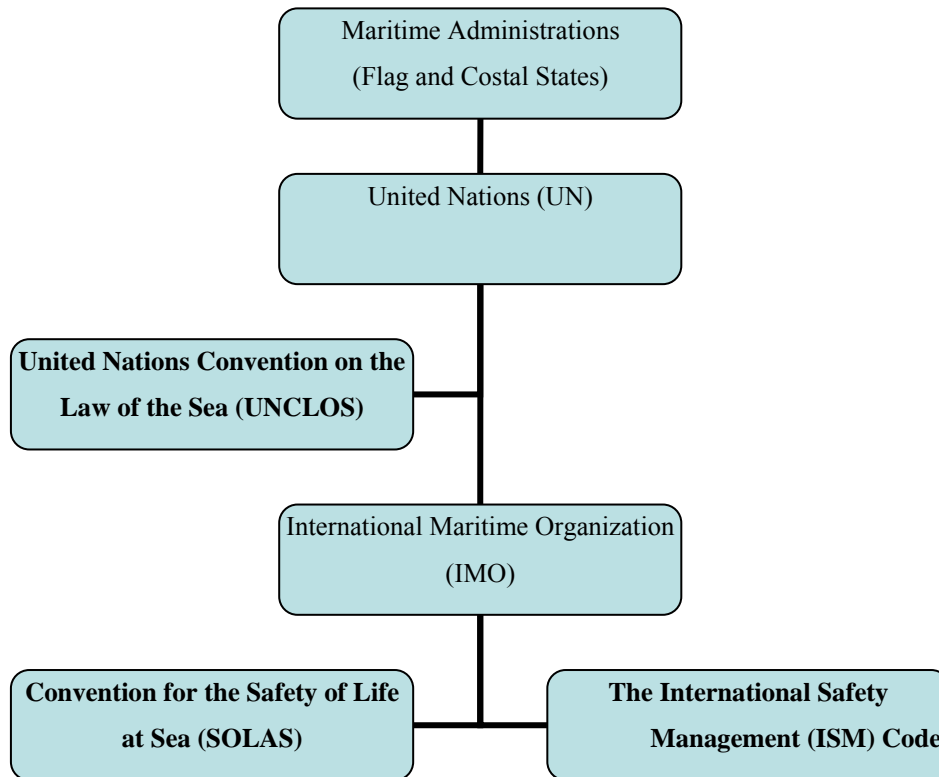 Maritime Administrations
(Flag and Costal States)
United Nations (UN)
United Nations Convention on the
Law of the Sea (UNCLOS)
International Maritime Organization
(IMO)
Convention for the Safety of Life
at Sea (SOLAS)
The International Safety
Management (ISM) Code